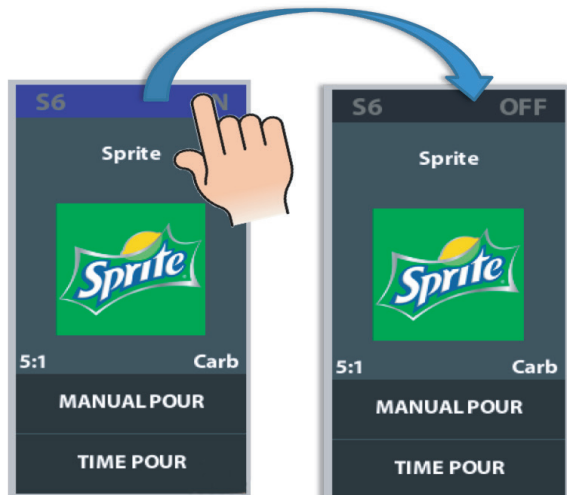 S6
Sprite
Sprite
5:1 Carb
MANUAL POUR
TIME POUR
S6 OFF
Sprite
Sprite
5:1 Carb
MANUAL POUR
TIME POUR